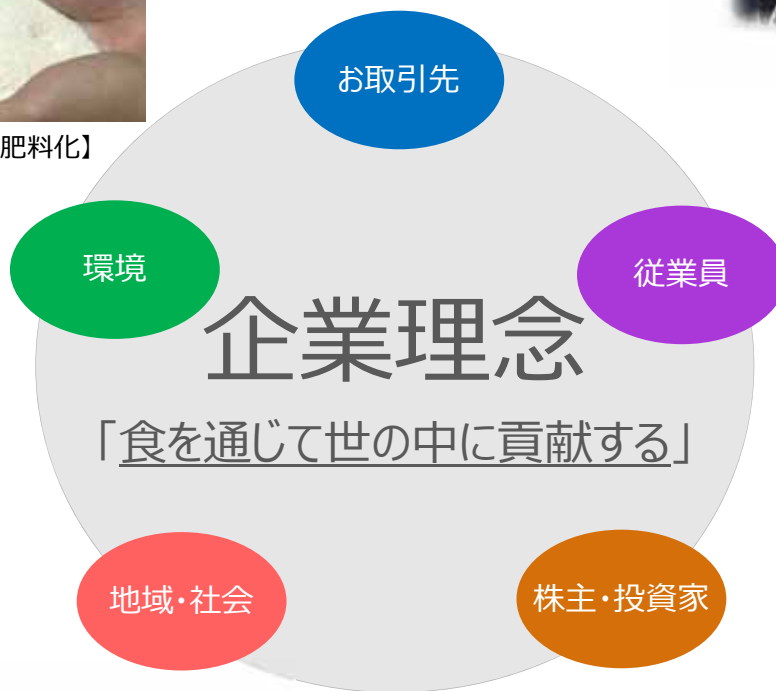 お取引先
肥料化】
環境
従業員
企業理念
「食を通じて世の中に貢献する」
地域・社会
株主・投資家